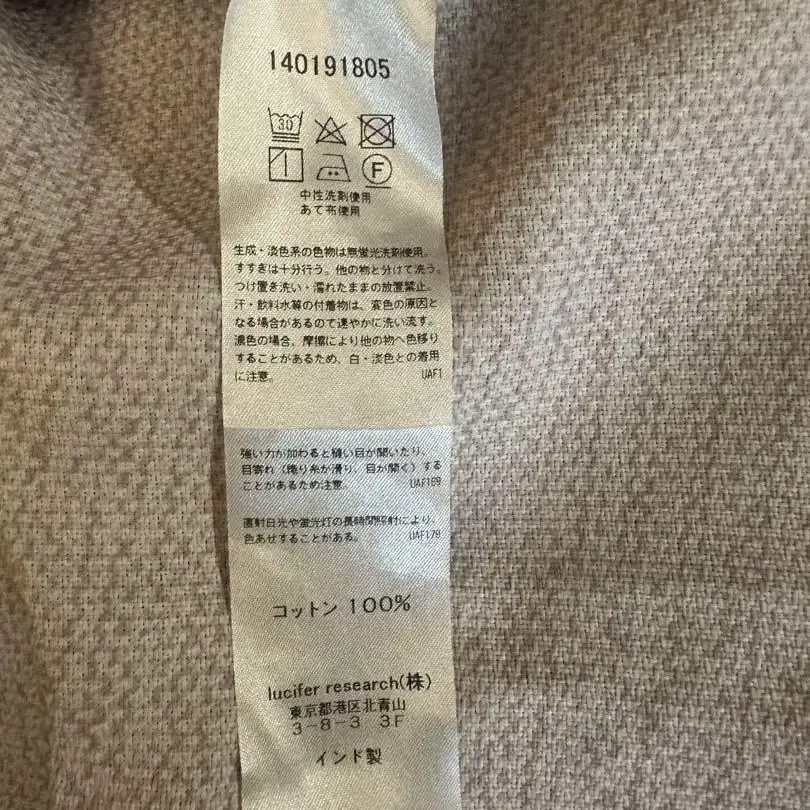 140191805
30
F
中性洗剤使用
あて布使用
生成・淡色系の色物は無蛍光洗剤使用。
すすぎは十分行う。他の物と分けて洗う。
つけ置き洗い・濡れたままの放置禁止。
汗・飲料水等の付着物は、変色の原因と
なる場合があるので速やかに洗い流す。
濃色の場合、摩擦により他の物へ色移り
することがあるため、白・淡色との着用
に注意。 UAF1
強い力が加わると縫い目が開いたり、
目寄れ（織り糸が滑り、目が開く）する
ことがあるため注意。 UAF169
直射日光や蛍光灯の長時間照射により、
色あせすることがある。 UAF179
コットン 100%
lucifer research(株)
東京都港区北青山
3-8-3 3F
インド製